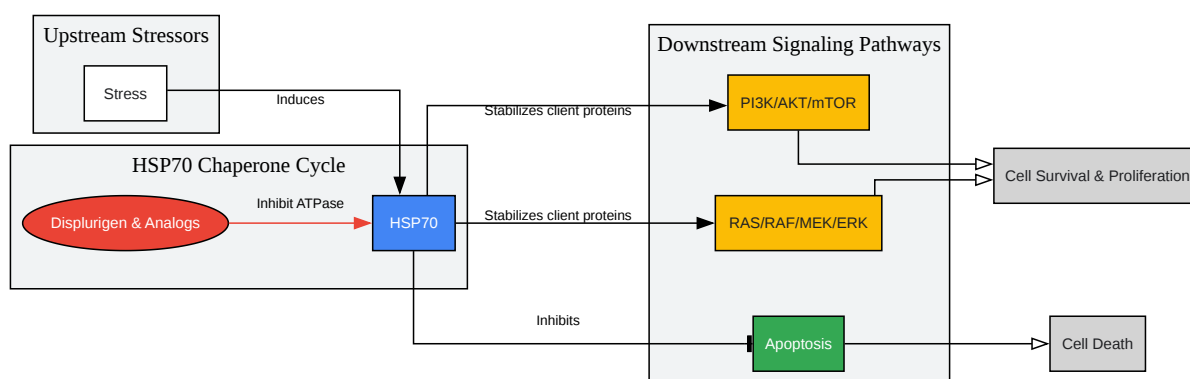 Upstream Stressors
Stress
Induces
HSP70 Chaperone Cycle
Displurigen & Analogs
Inhibit ATPase
HSP70
Stabilizes client proteins
Stabilizes client proteins
Inhibits
Downstream Signaling Pathways
PI3K/AKT/mTOR
RAS/RAF/MEK/ERK
Apoptosis
Cell Survival & Proliferation
Cell Death